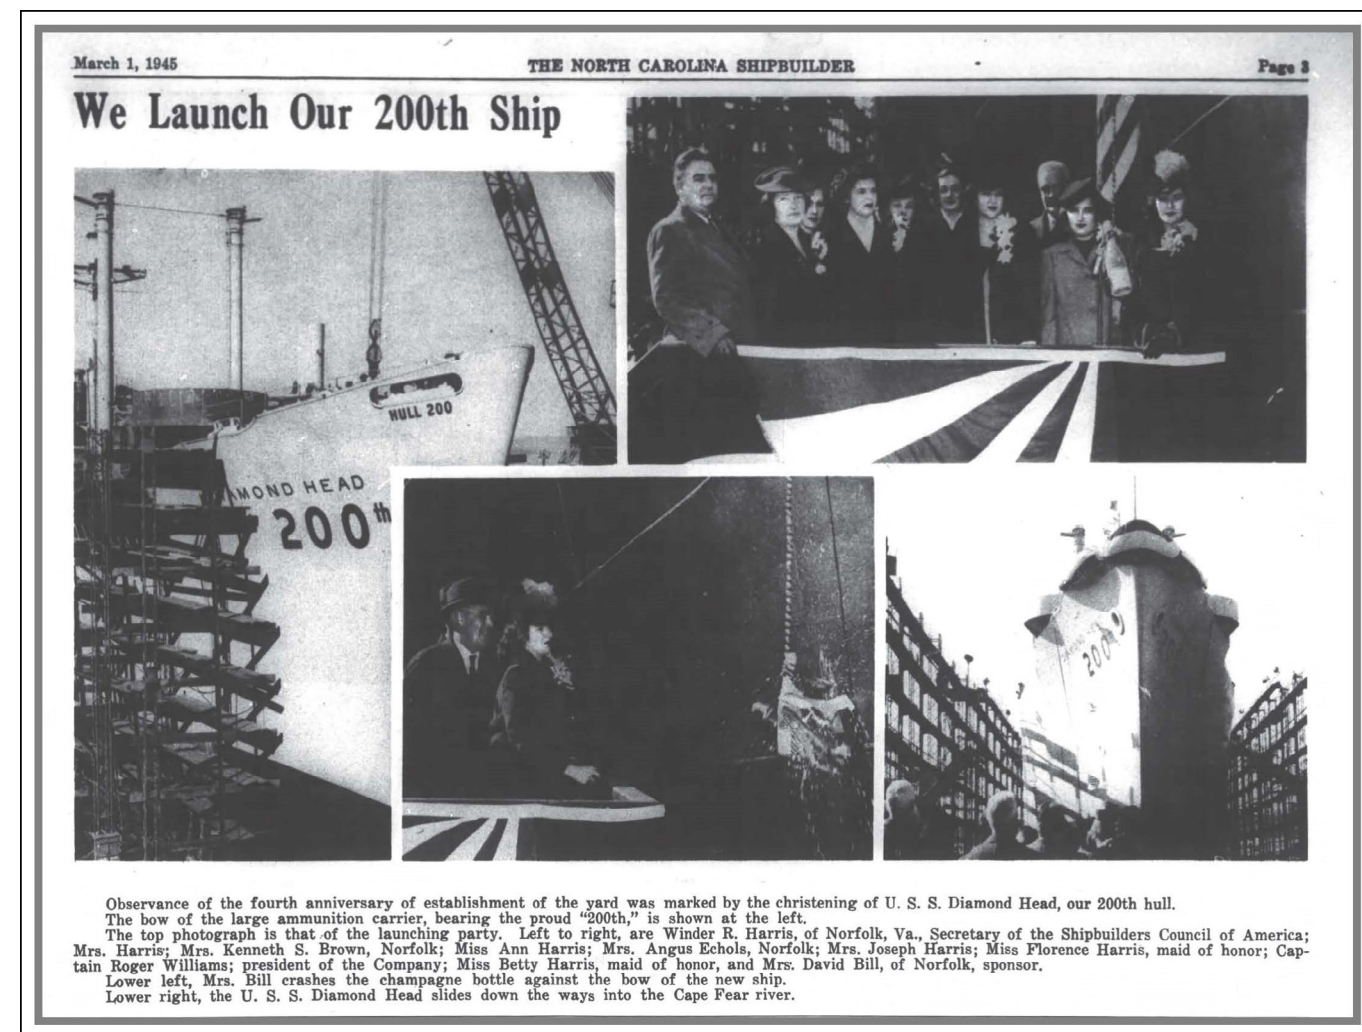 March 1, 1945
THE NORTH CAROLINA SHIPBUILDER
Page 3
We Launch Our 200th Ship
HULL 200
AMOND HEAD
200th
200
Observance of the fourth anniversary of establishment of the yard was marked by the christening of U. S. S. Diamond Head, our 200th hull.
The bow of the large ammunition carrier, bearing the proud “200th,” is shown at the left.
The top photograph is that of the launching party. Left to right, are Winder R. Harris, of Norfolk, Va., Secretary of the Shipbuilders Council of America;
Mrs. Harris; Mrs. Kenneth S. Brown, Norfolk; Miss Ann Harris; Mrs. Angus Echols, Norfolk; Mrs. Joseph Harris; Miss Florence Harris, maid of honor; Cap-
tain Roger Williams; president of the Company; Miss Betty Harris, maid of honor, and Mrs. David Bill, of Norfolk, sponsor.
Lower left, Mrs. Bill crashes the champagne bottle against the bow of the new ship.
Lower right, the U. S. S. Diamond Head slides down the ways into the Cape Fear river.